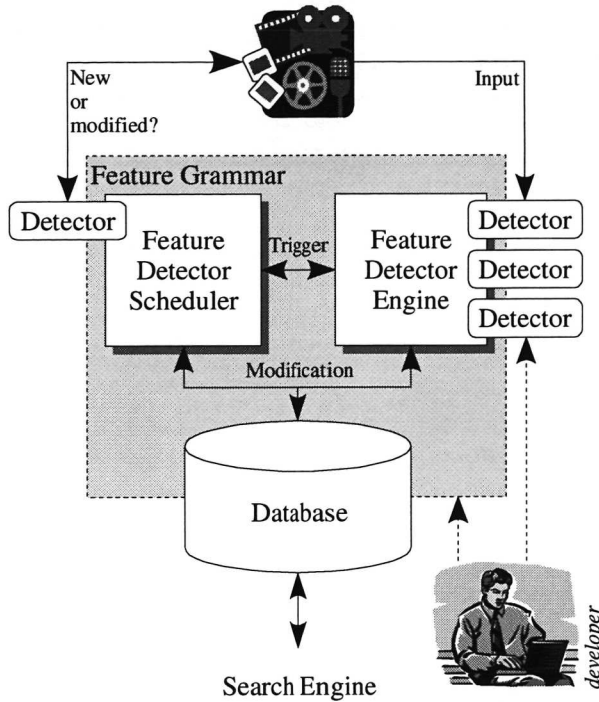 New
or
modified?
Input
Feature Grammar
Detector
Feature
Detector
Scheduler
Trigger
Feature
Detector
Engine
Detector
Detector
Detector
Modification
Database
developer
Search Engine